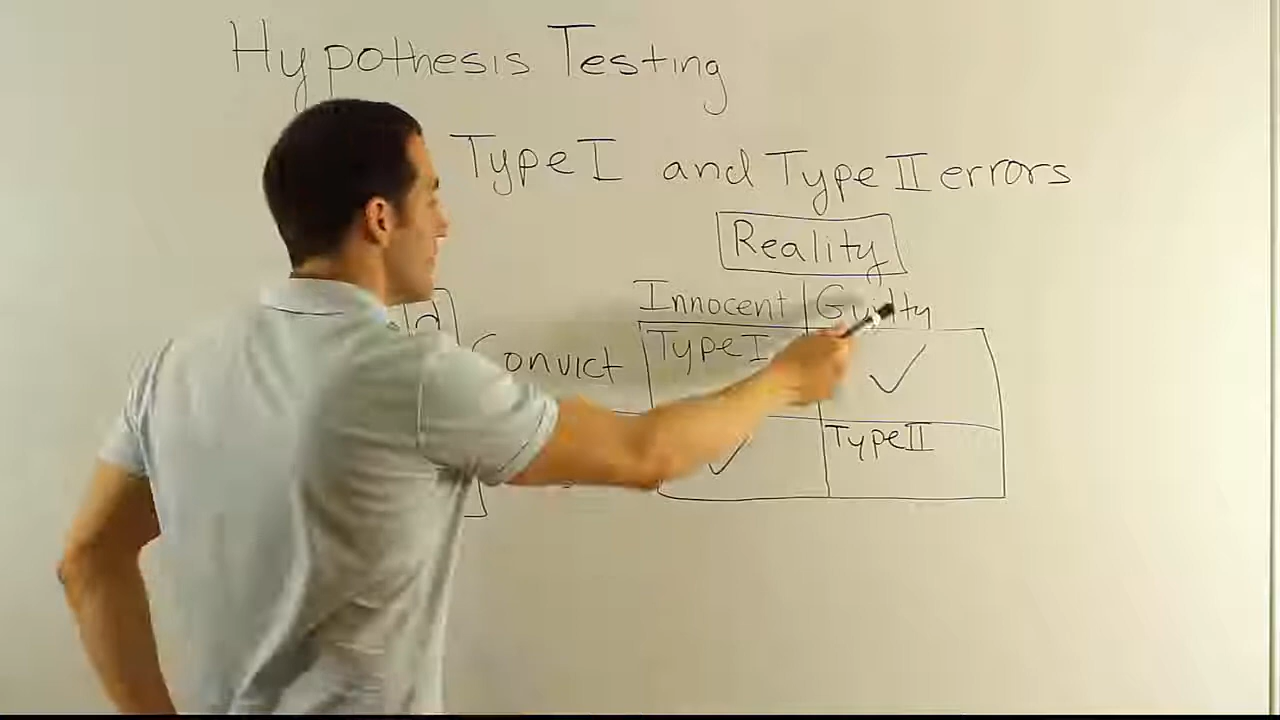 Hypothesis Testing
Type I and Type II errors
Reality
Innocent Guilty
Convict Type I ✓
✓ Type II